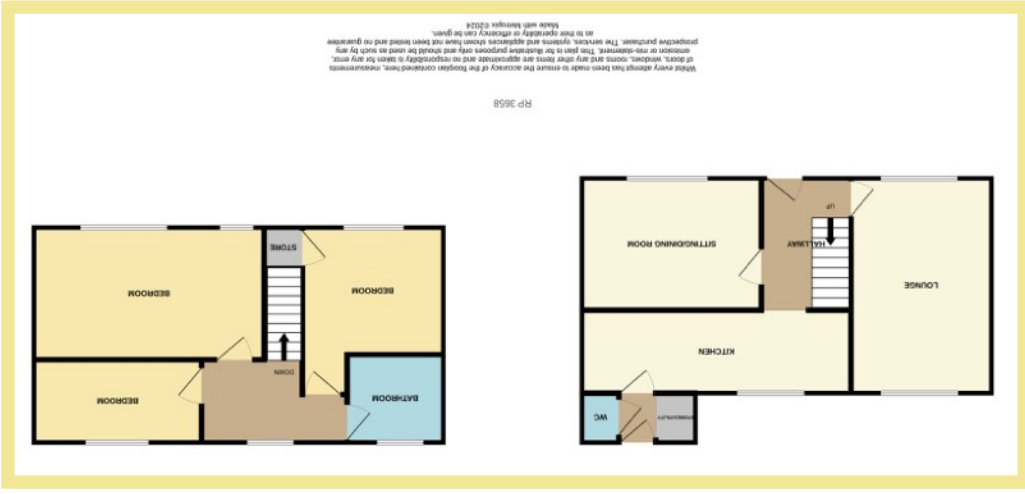 WC
KITCHEN
LOUNGE
HALLWAY
SITTING/DINING ROOM
UP
BATHROOM
BEDROOM
DOWN
BEDROOM
BEDROOM
STORE
RP 3658
Whilst every attempt has been made to ensure the accuracy of the floorplan contained here, measurements
of doors, windows, rooms and any other items are approximate and no responsibility is taken for any error,
omission or mis-statement. This plan is for illustrative purposes only and should be used as such by any
prospective purchaser. The services, systems and appliances shown have not been tested and no guarantee
as to their operability or efficiency can be given.
Made with Metropix ©2024